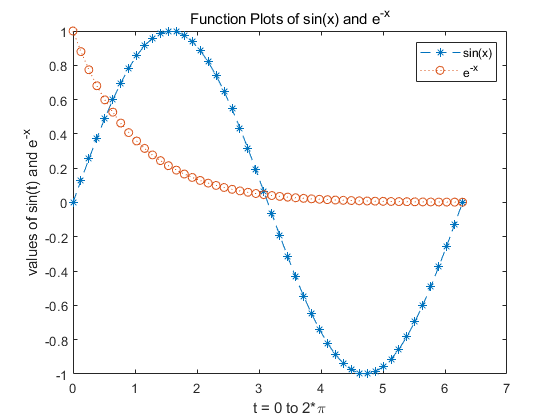 Function Plots of sin(x) and e^-x
sin(x)
e^-x
values of sin(t) and e^-x
1
0.8
0.6
0.4
0.2
0
-0.2
-0.4
-0.6
-0.8
-1
0 1 2 3 4 5 6 7
t = 0 to 2*π